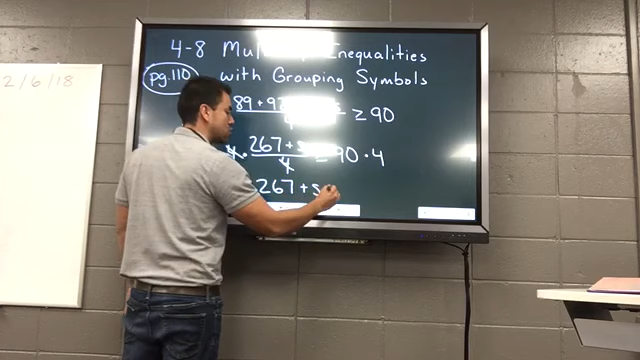 2/6/18
4-8 Inequalities
pg.110 with Grouping Symbols
89 + 92 ≥ 90
4 · 267 + s / 4 ≥ 90 · 4
267 + s